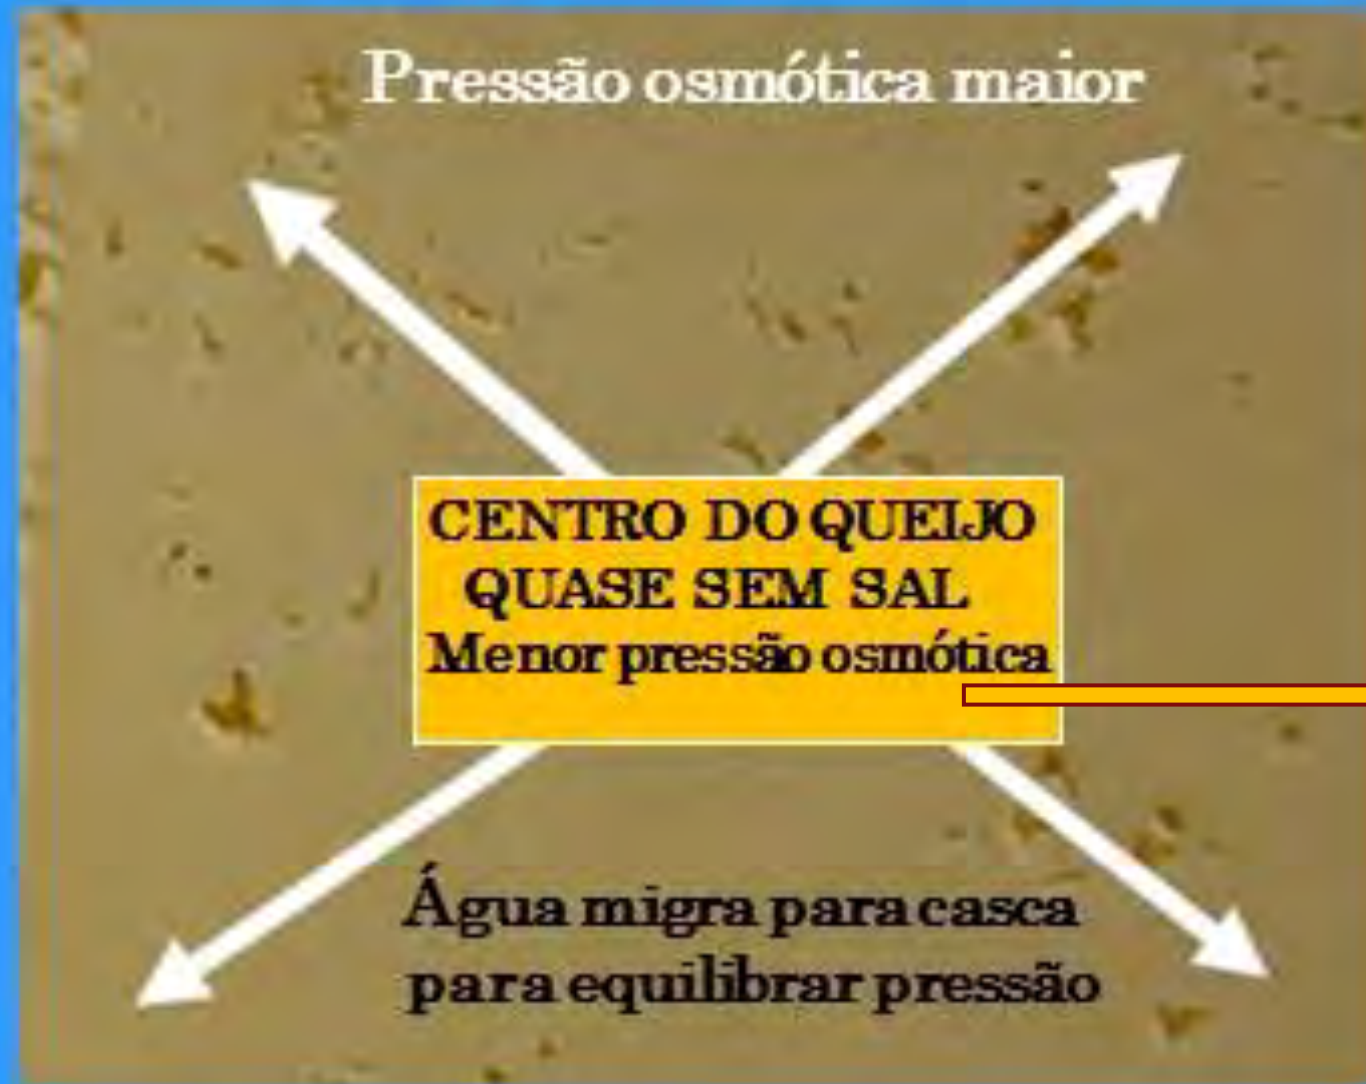 Pressão osmótica maior
CENTRO DO QUEIJO
QUASE SEM SAL
Menor pressão osmótica
Água migra para casca
para equilibrar pressão